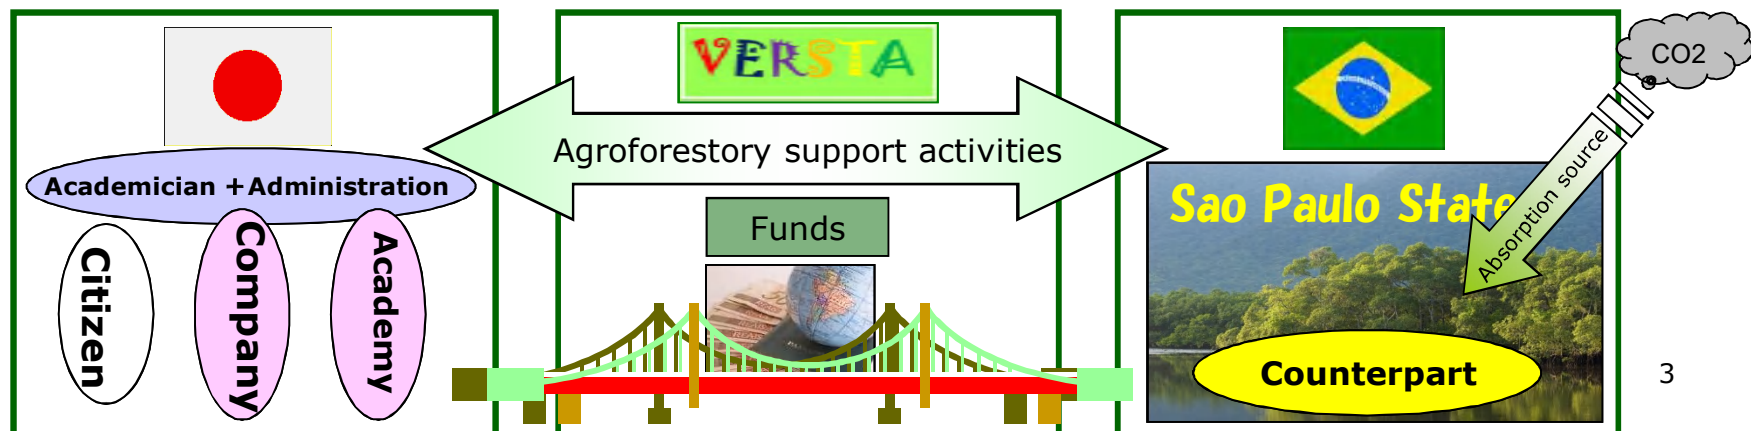 VERSTA
CO2
Agroforestory support activities
Academician +Administration
Funds
Citizen
Company
Academy
Sao Paulo State
Absorption source
Counterpart
3